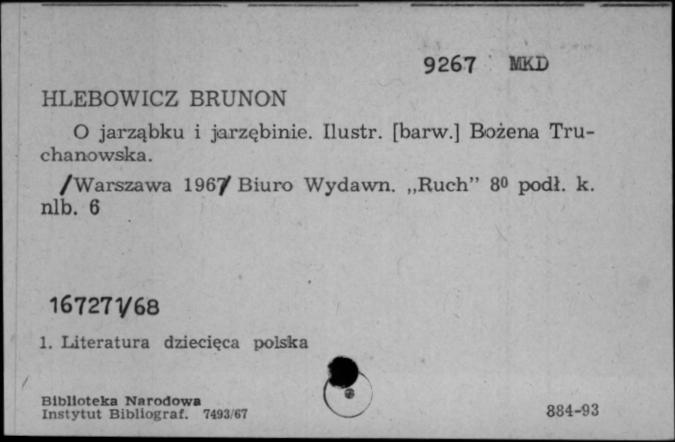 9267 MKD
HLEBOWICZ BRUNON
O jarząbku i jarzębinie. Ilustr. [barw.] Bożena Tru-
chanowska.
/Warszawa 1967/ Biuro Wydawn. „Ruch” 8⁰ podł. k.
nlb. 6
167271/68
1. Literatura dziecięca polska
Biblioteka Narodowa
Instytut Bibliograf. 7493/67
884-93